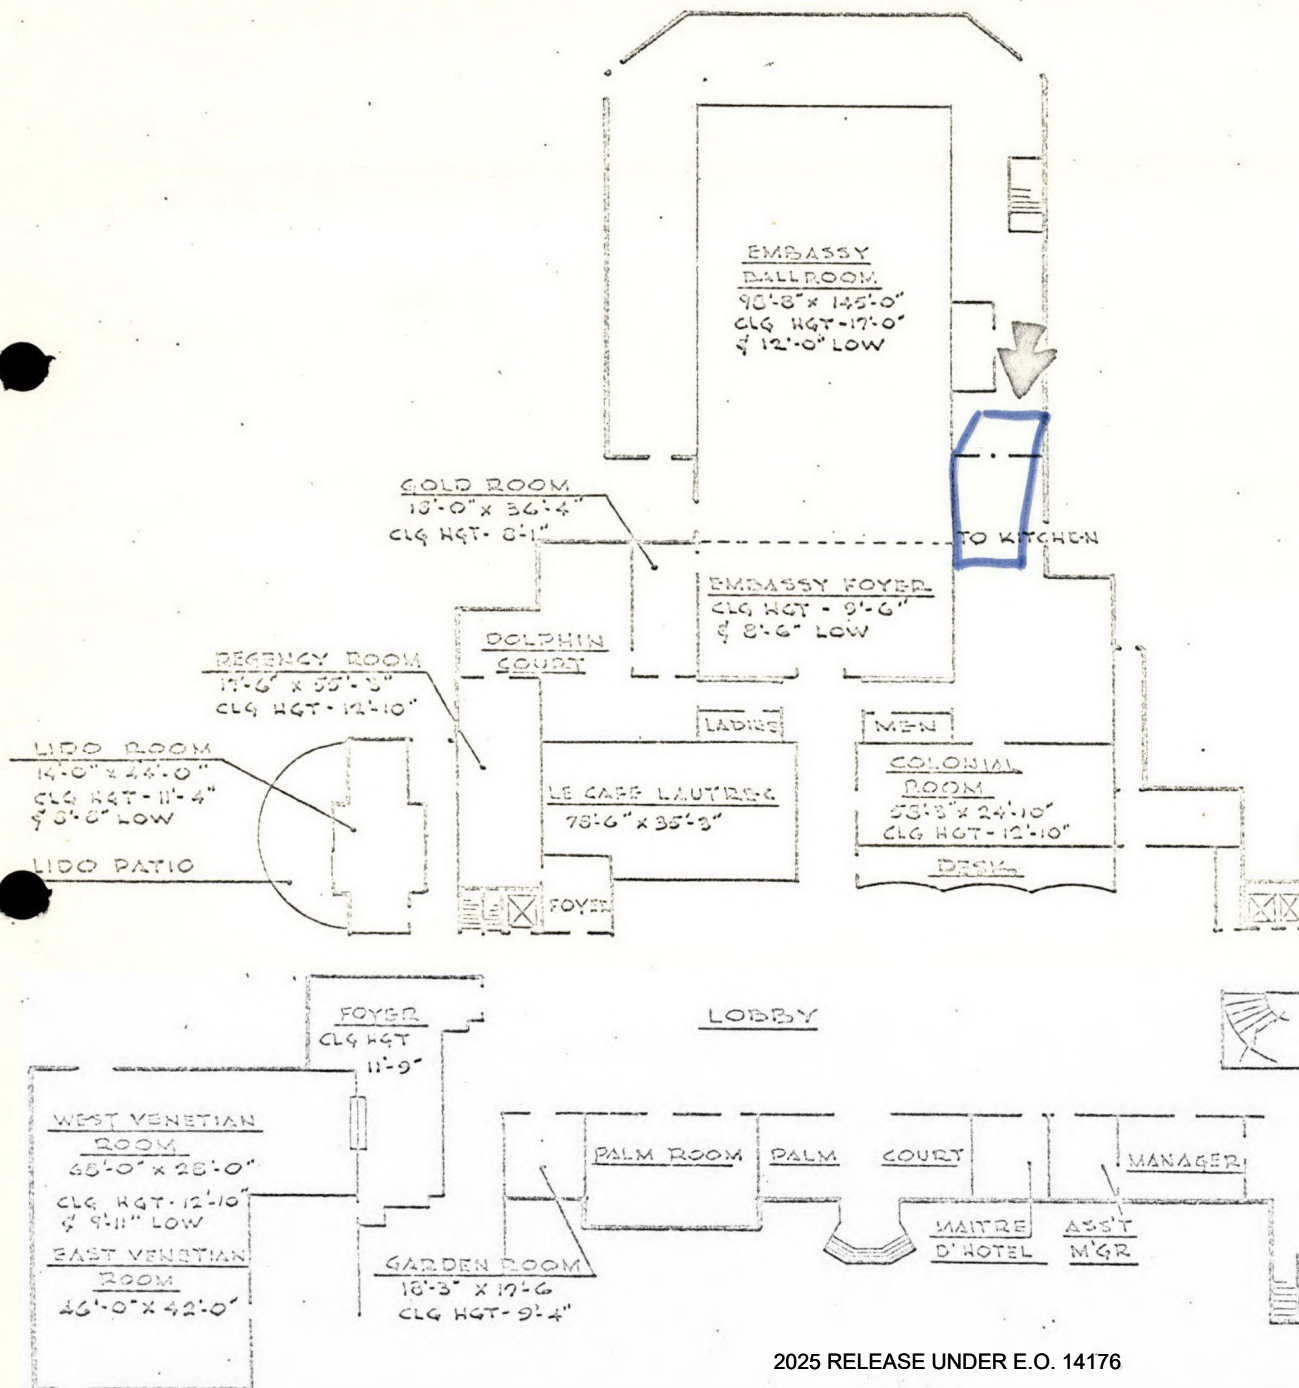 EMBASSY
BALLROOM
98'-8" x 145'-0"
CLG HGT - 17'-0"
& 12'-0" LOW
GOLD ROOM
18'-0" x 36'-4"
CLG HGT - 8'-1"
TO KITCHEN
EMBASSY FOYER
CLG HGT - 9'-6"
& 8'-6" LOW
DOLPHIN
COURT
REGENCY ROOM
17'-6" x 55'-3"
CLG HGT - 12'-10"
LADIES
MEN
LIDO ROOM
14'-0" x 44'-0"
CLG HGT - 11'-4"
& 8'-8" LOW
LE CAFE LAUTREC
78'-6" x 35'-3"
COLONIAL
ROOM
53'-3" x 24'-10"
CLG HGT - 12'-10"
LIDO PATIO
DESK
FOYER
FOYER
CLG HGT
11'-9"
LOBBY
WEST VENETIAN
ROOM
65'-0" x 28'-0"
CLG HGT - 12'-10"
& 9'-11" LOW
PALM ROOM
PALM COURT
MANAGER
MAITRE
D'HOTEL
ASS'T
M'GR
EAST VENETIAN
ROOM
46'-0" x 42'-0"
GARDEN ROOM
18'-3" x 17'-6
CLG HGT - 9'-4"
2025 RELEASE UNDER E.O. 14176